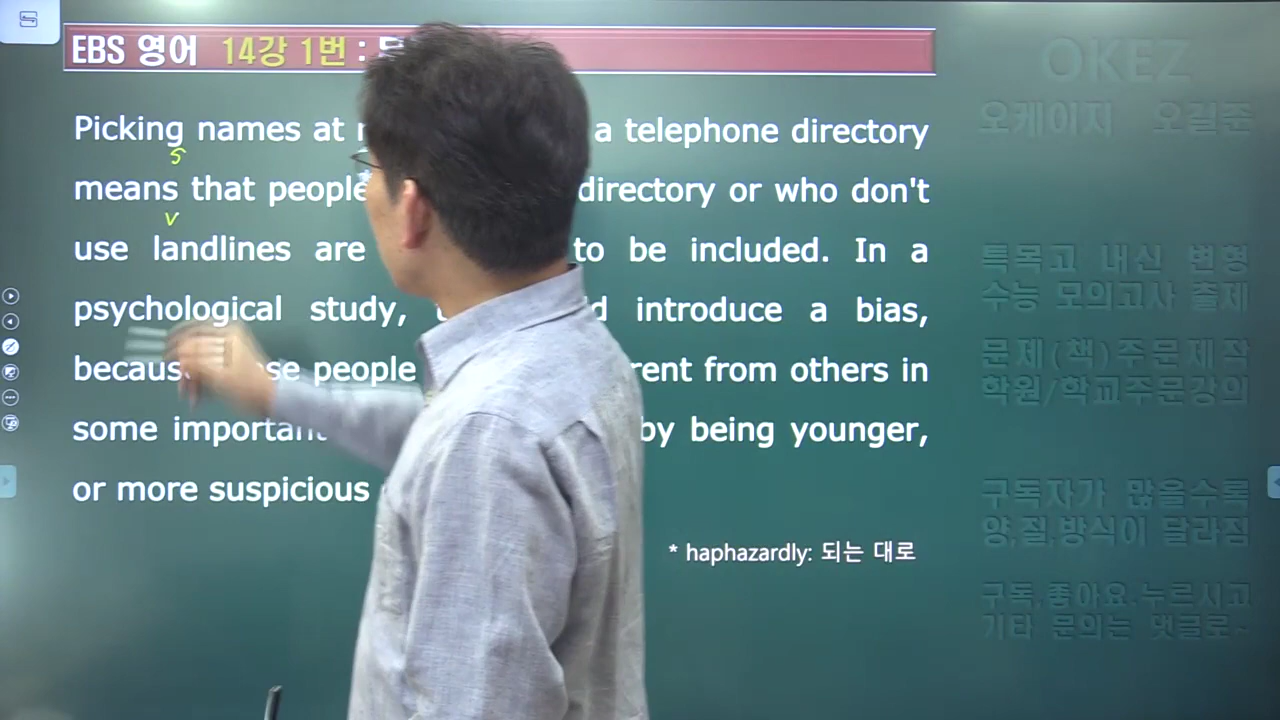 EBS 영어 14강 1번 :
Picking names at a telephone directory
s
means that people directory or who don't
v
use landlines are to be included. In a
psychological study, introduce a bias,
people from others in
some important by being younger,
or more suspicious
* haphazardly: 되는 대로
OKEZ
오케이지 오길준
특목고 내신 변형
수능 모의고사 출제
문제(책)주문제작
학원/학교주문강의
구독자가 많을수록
양,질,방식이 달라짐
구독,좋아요,누르시고
기타 문의는 댓글로~